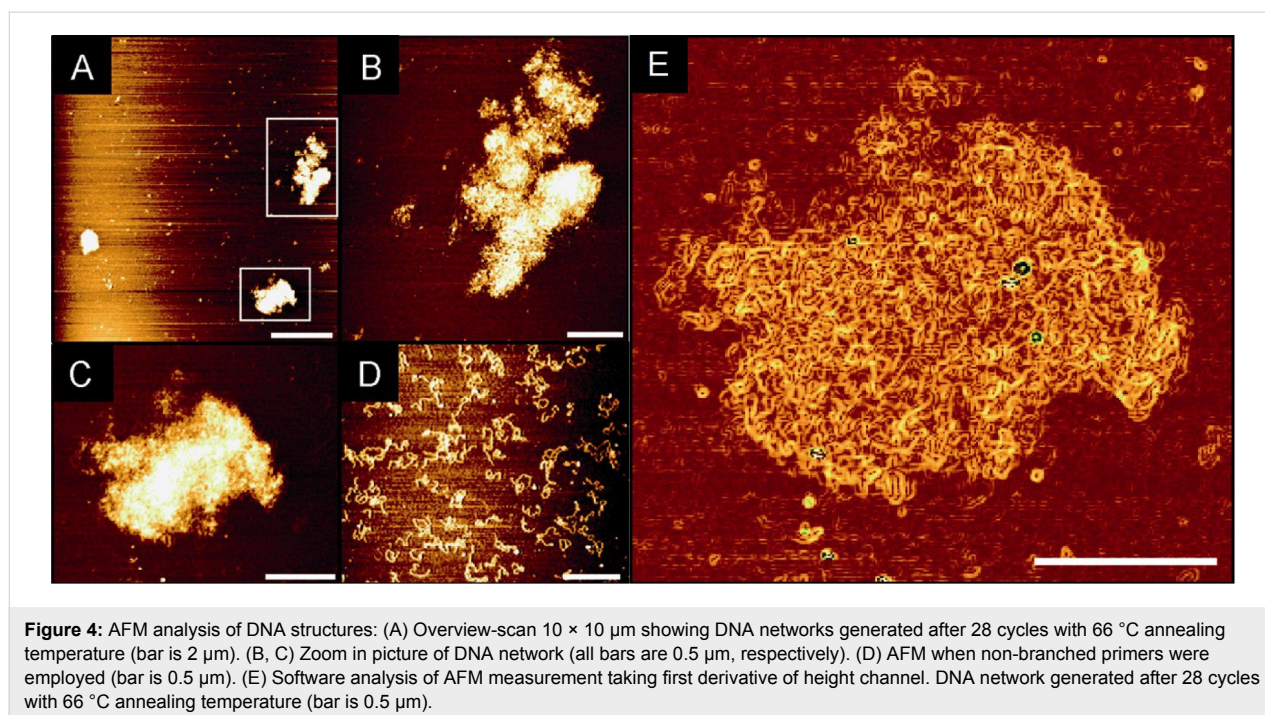 A
B
E
C
D
Figure 4: AFM analysis of DNA structures: (A) Overview-scan 10 × 10 µm showing DNA networks generated after 28 cycles with 66 °C annealing
temperature (bar is 2 µm). (B, C) Zoom in picture of DNA network (all bars are 0.5 µm, respectively). (D) AFM when non-branched primers were
employed (bar is 0.5 µm). (E) Software analysis of AFM measurement taking first derivative of height channel. DNA network generated after 28 cycles
with 66 °C annealing temperature (bar is 0.5 µm).